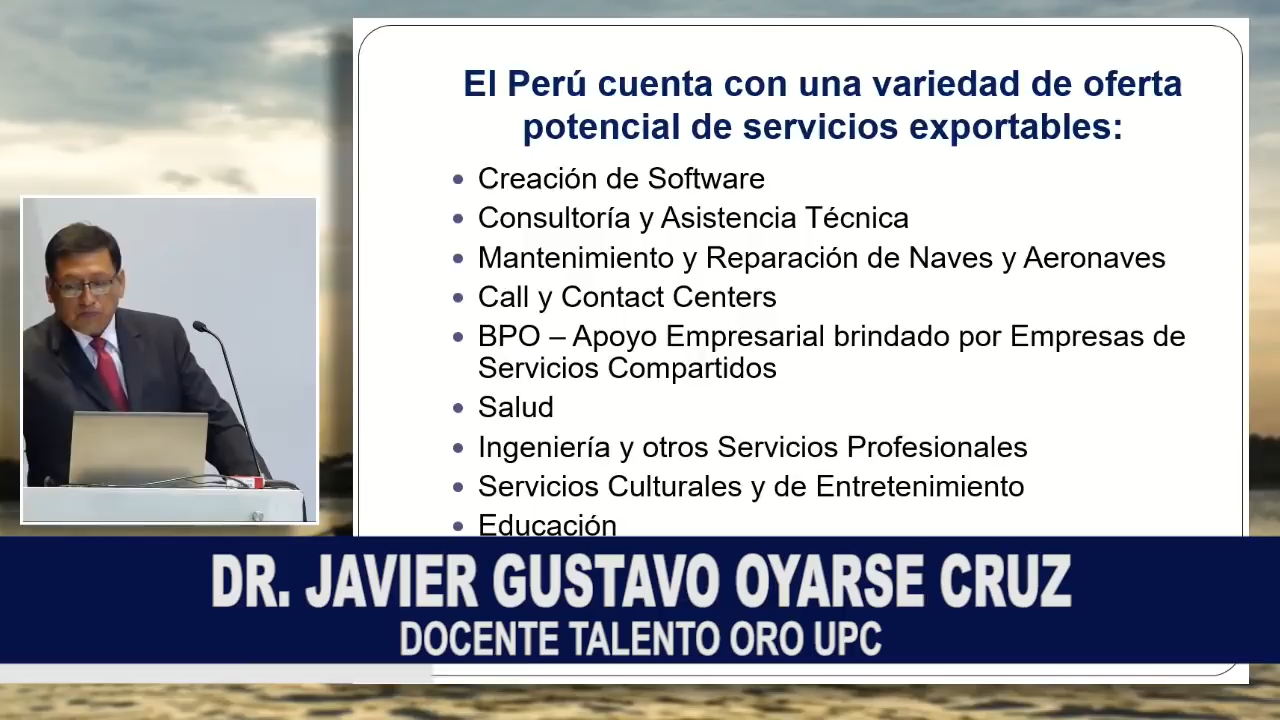 El Perú cuenta con una variedad de oferta
potencial de servicios exportables:
• Creación de Software
• Consultoría y Asistencia Técnica
• Mantenimiento y Reparación de Naves y Aeronaves
• Call y Contact Centers
• BPO – Apoyo Empresarial brindado por Empresas de
Servicios Compartidos
• Salud
• Ingeniería y otros Servicios Profesionales
• Servicios Culturales y de Entretenimiento
• Educación
DR. JAVIER GUSTAVO OYARSE CRUZ
DOCENTE TALENTO ORO UPC